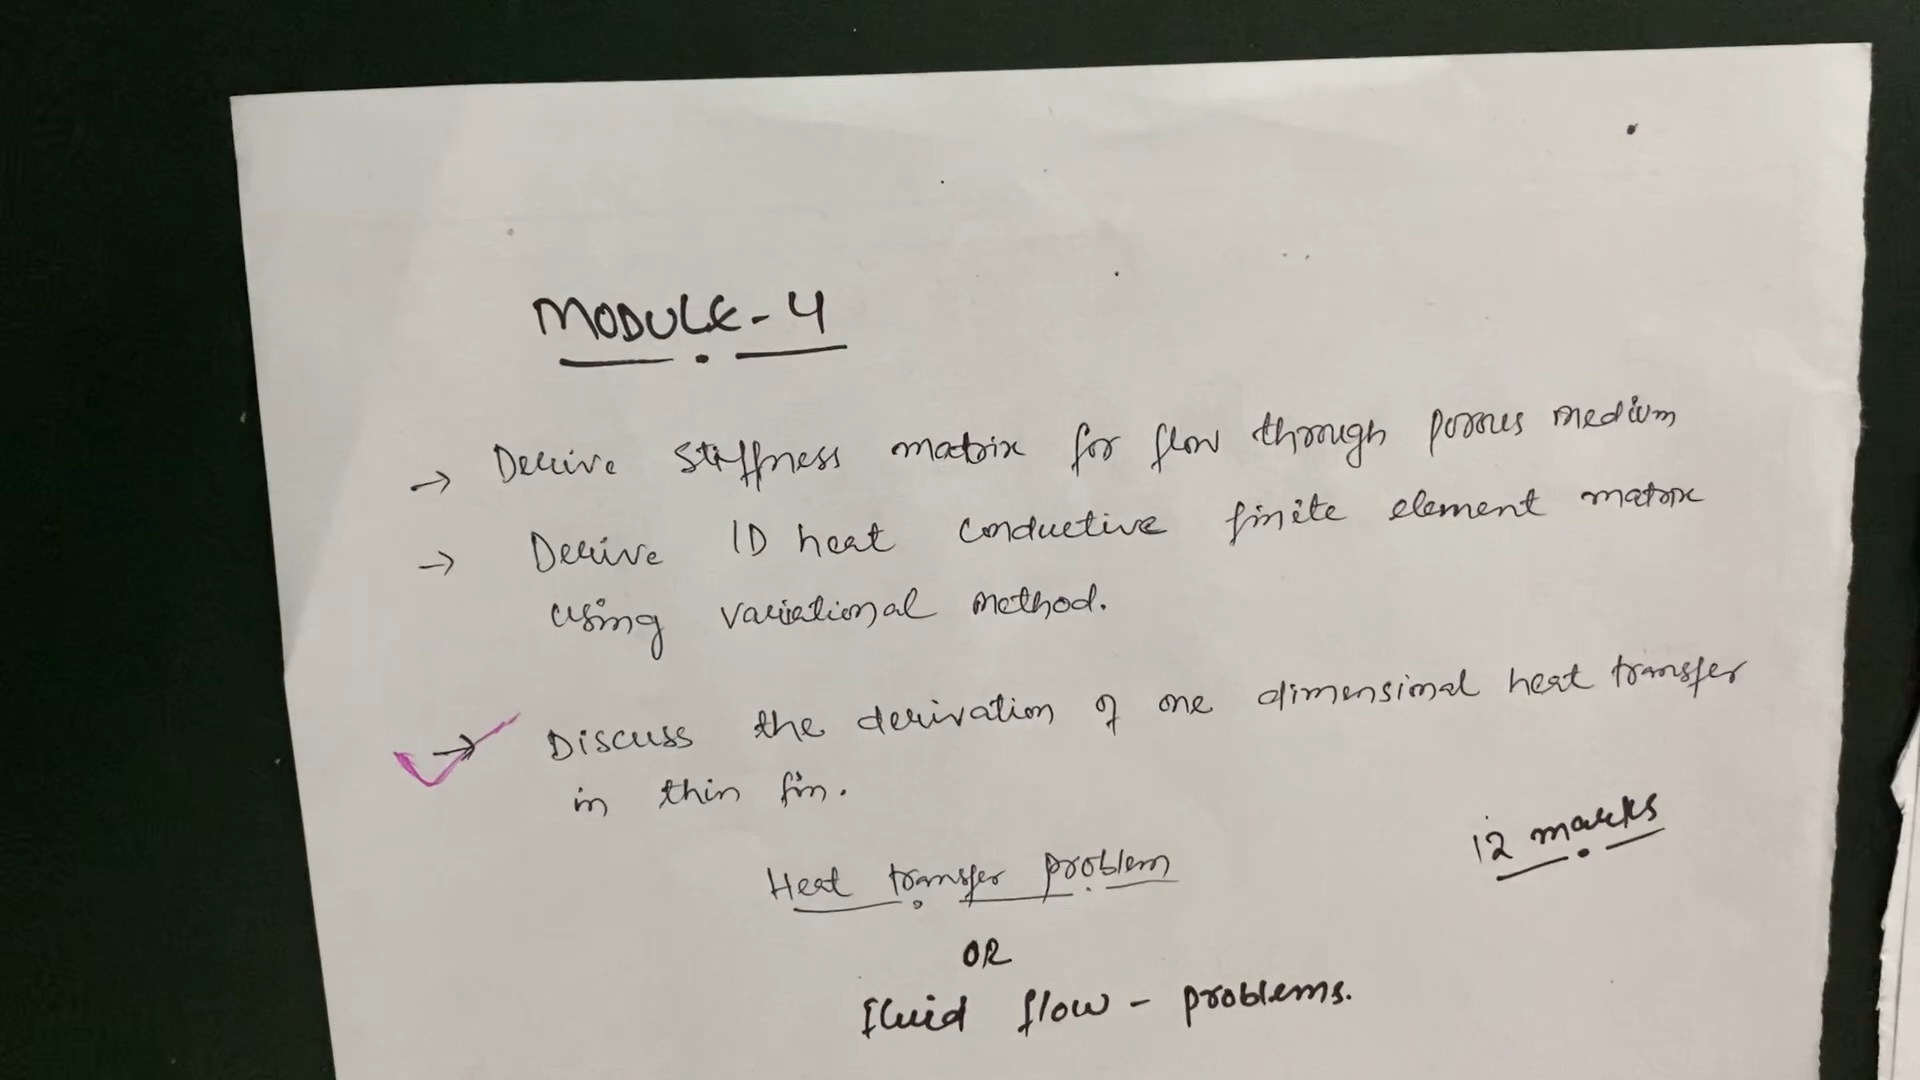 MODULE-4
→ Derive stiffness matrix for flow through porous medium
→ Derive 1D heat conductive finite element matrix
using variational method.
→ Discuss the derivation of one dimensional heat transfer
in thin fin.
12 marks
Heat transfer problem
OR
fluid flow - problems.